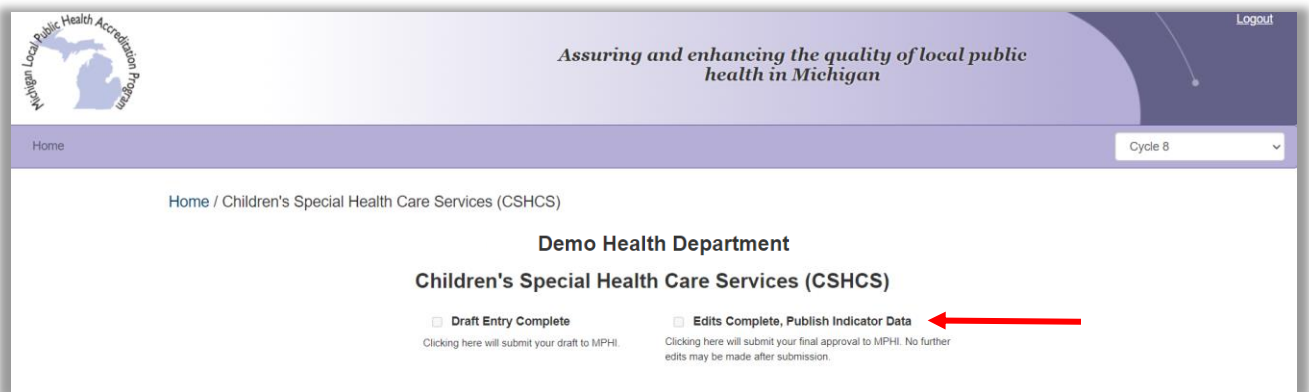 Michigan Local Public Health Accreditation Program
Logout
Assuring and enhancing the quality of local public
health in Michigan
Home
Cycle 8
Home / Children's Special Health Care Services (CSHCS)
Demo Health Department
Children's Special Health Care Services (CSHCS)
Draft Entry Complete
Clicking here will submit your draft to MPHI.
Edits Complete, Publish Indicator Data
Clicking here will submit your final approval to MPHI. No further
edits may be made after submission.